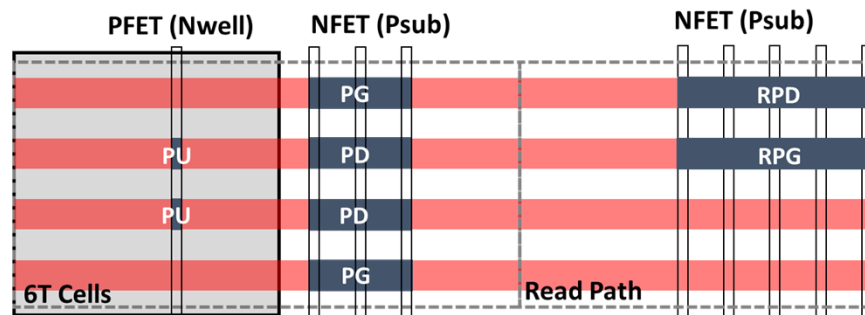 PFET (Nwell)
NFET (Psub)
NFET (Psub)
PG
RPD
PU
PD
RPG
PU
PD
PG
6T Cells
Read Path